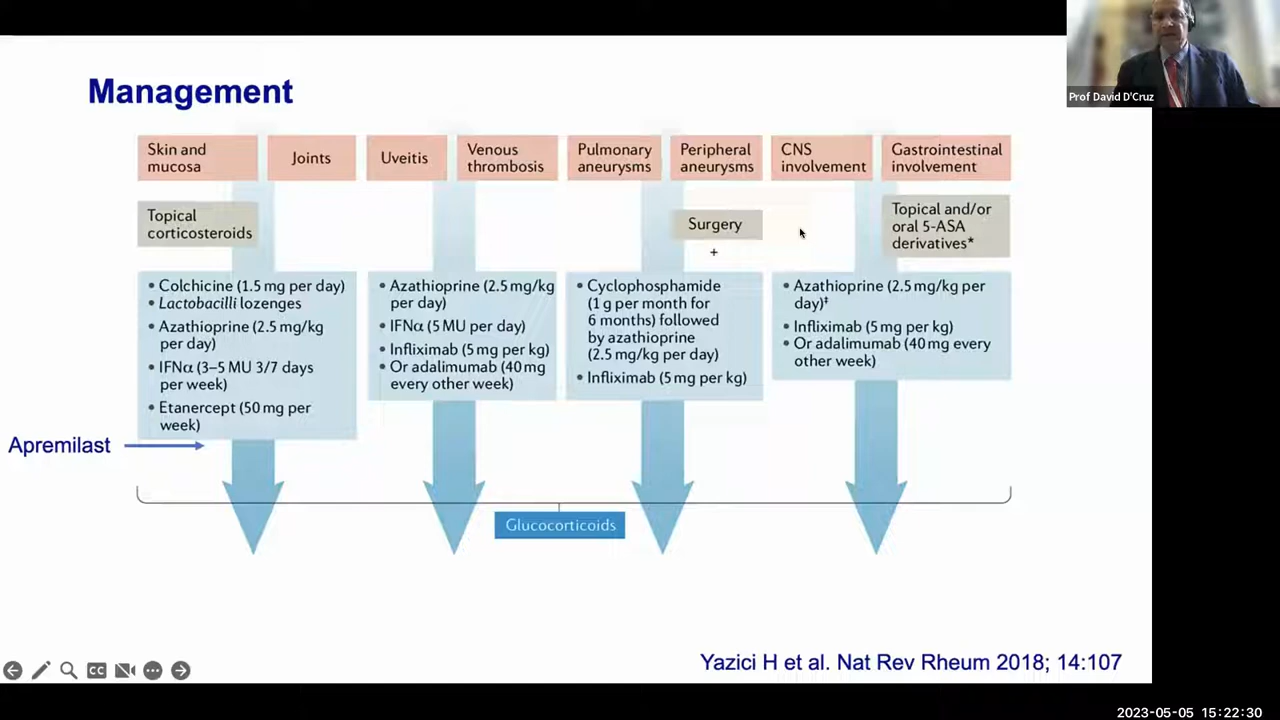 Prof David D'Cruz
Management
Skin and
mucosa
Joints
Uveitis
Venous
thrombosis
Pulmonary
aneurysms
Peripheral
aneurysms
CNS
involvement
Gastrointestinal
involvement
Topical
corticosteroids
Surgery
+
Topical and/or
oral 5-ASA
derivatives*
• Colchicine (1.5 mg per day)
• Lactobacilli lozenges
• Azathioprine (2.5 mg/kg
per day)
• IFNα (3–5 MU 3/7 days
per week)
• Etanercept (50 mg per
week)
• Azathioprine (2.5 mg/kg
per day)
• IFNα (5 MU per day)
• Infliximab (5 mg per kg)
• Or adalimumab (40 mg
every other week)
• Cyclophosphamide
(1 g per month for
6 months) followed
by azathioprine
(2.5 mg/kg per day)
• Infliximab (5 mg per kg)
• Azathioprine (2.5 mg/kg per
day)‡
• Infliximab (5 mg per kg)
• Or adalimumab (40 mg every
other week)
Apremilast
Glucocorticoids
Yazici H et al. Nat Rev Rheum 2018; 14:107
CC
2023-05-05 15:22:30